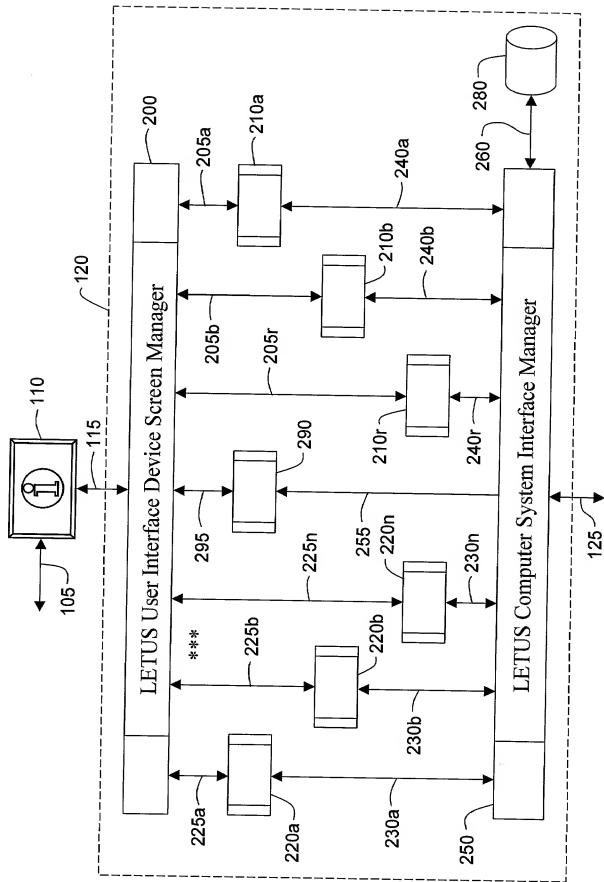 105
110
i
115
120
LETUS User Interface Device Screen Manager
200
225a
***
225b
225n
295
205r
205b
205a
220a
220b
220n
290
210r
210b
210a
230a
230b
230n
255
240r
240b
240a
250
LETUS Computer System Interface Manager
125
260
280